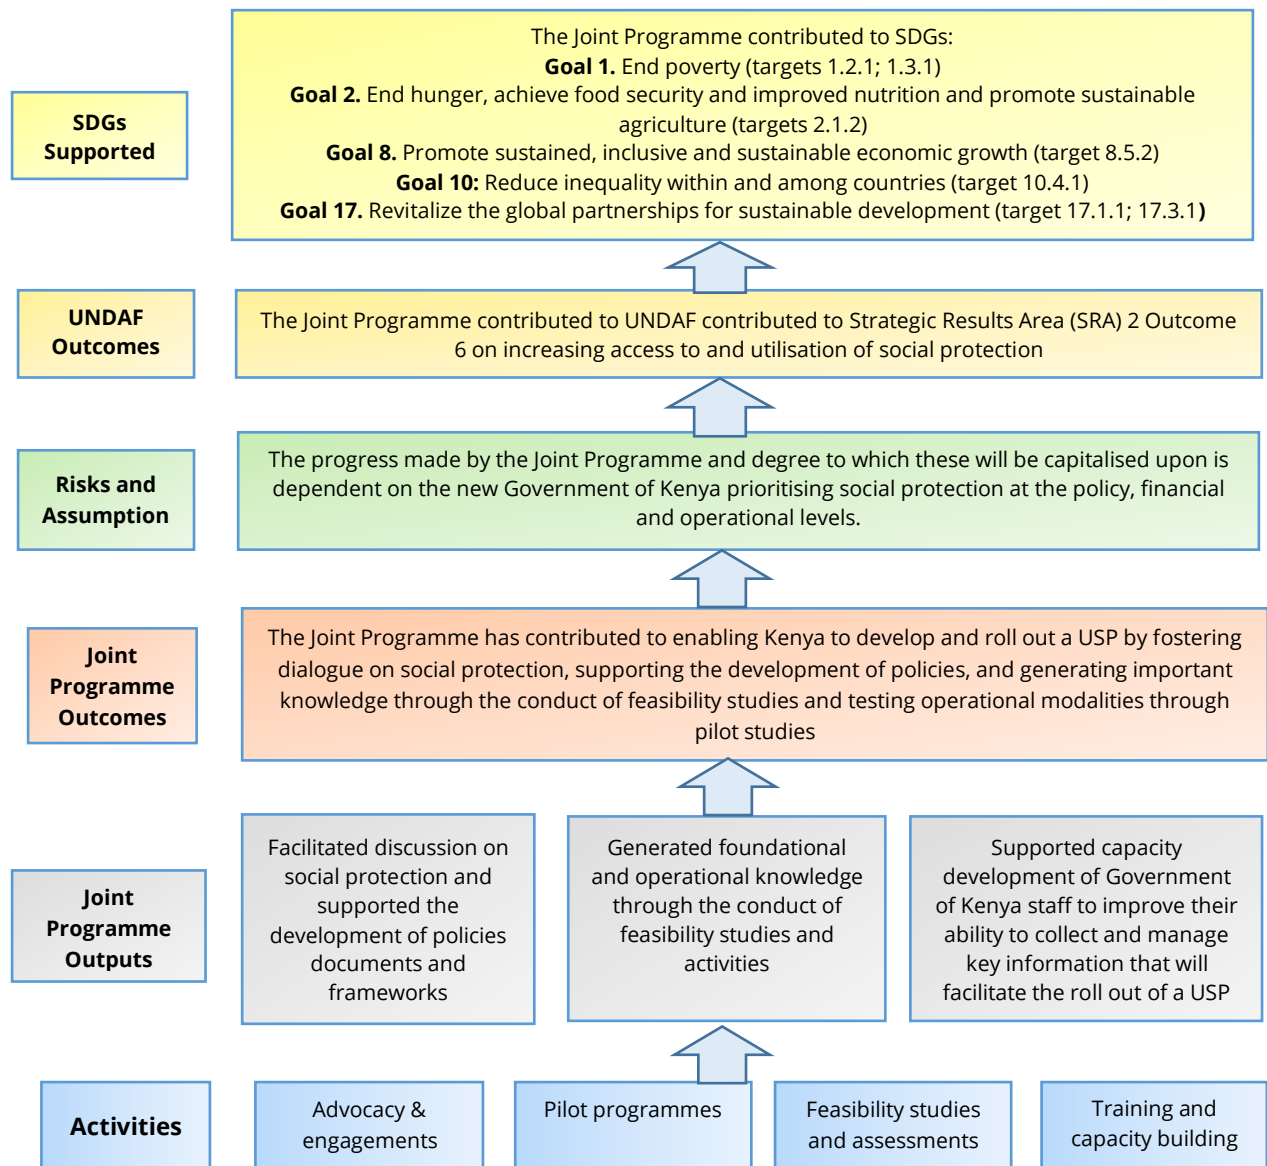 The Joint Programme contributed to SDGs:
Goal 1. End poverty (targets 1.2.1; 1.3.1)
Goal 2. End hunger, achieve food security and improved nutrition and promote sustainable
agriculture (targets 2.1.2)
Goal 8. Promote sustained, inclusive and sustainable economic growth (target 8.5.2)
Goal 10: Reduce inequality within and among countries (target 10.4.1)
Goal 17. Revitalize the global partnerships for sustainable development (target 17.1.1; 17.3.1)
SDGs
Supported
UNDAF
Outcomes
The Joint Programme contributed to UNDAF contributed to Strategic Results Area (SRA) 2 Outcome
6 on increasing access to and utilisation of social protection
Risks and
Assumption
The progress made by the Joint Programme and degree to which these will be capitalised upon is
dependent on the new Government of Kenya prioritising social protection at the policy, financial
and operational levels.
Joint
Programme
Outcomes
The Joint Programme has contributed to enabling Kenya to develop and roll out a USP by fostering
dialogue on social protection, supporting the development of policies, and generating important
knowledge through the conduct of feasibility studies and testing operational modalities through
pilot studies
Joint
Programme
Outputs
Facilitated discussion on
social protection and
supported the
development of policies
documents and
frameworks
Generated foundational
and operational knowledge
through the conduct of
feasibility studies and
activities
Supported capacity
development of Government
of Kenya staff to improve their
ability to collect and manage
key information that will
facilitate the roll out of a USP
Activities
Advocacy &
engagements
Pilot programmes
Feasibility studies
and assessments
Training and
capacity building